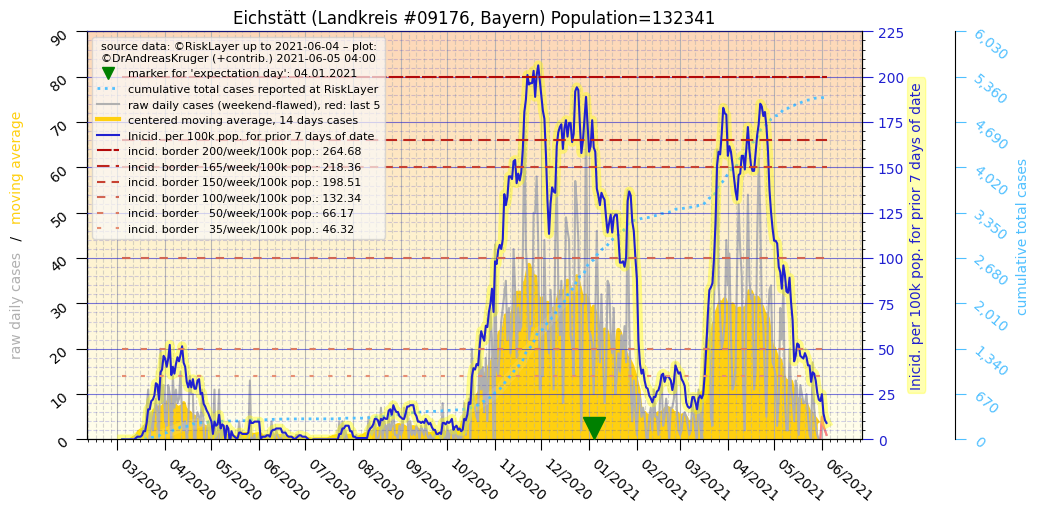 Eichstätt (Landkreis #09176, Bayern) Population=132341
source data: ©RiskLayer up to 2021-06-04 – plot:
©DrAndreasKruger (+contrib.) 2021-06-05 04:00
marker for 'expectation day': 04.01.2021
cumulative total cases reported at RiskLayer
raw daily cases (weekend-flawed), red: last 5
centered moving average, 14 days cases
Inicid. per 100k pop. for prior 7 days of date
incid. border 200/week/100k pop.: 264.68
incid. border 165/week/100k pop.: 218.36
incid. border 150/week/100k pop.: 198.51
incid. border 100/week/100k pop.: 132.34
incid. border   50/week/100k pop.: 66.17
incid. border   35/week/100k pop.: 46.32
raw daily cases / moving average
90
80
70
60
50
40
30
20
10
0
225
200
175
150
125
100
75
50
25
0
Inicid. per 100k pop. for prior 7 days of date
6,030
5,360
4,690
4,020
3,350
2,680
2,010
1,340
670
0
cumulative total cases
03/2020
04/2020
05/2020
06/2020
07/2020
08/2020
09/2020
10/2020
11/2020
12/2020
01/2021
02/2021
03/2021
04/2021
05/2021
06/2021